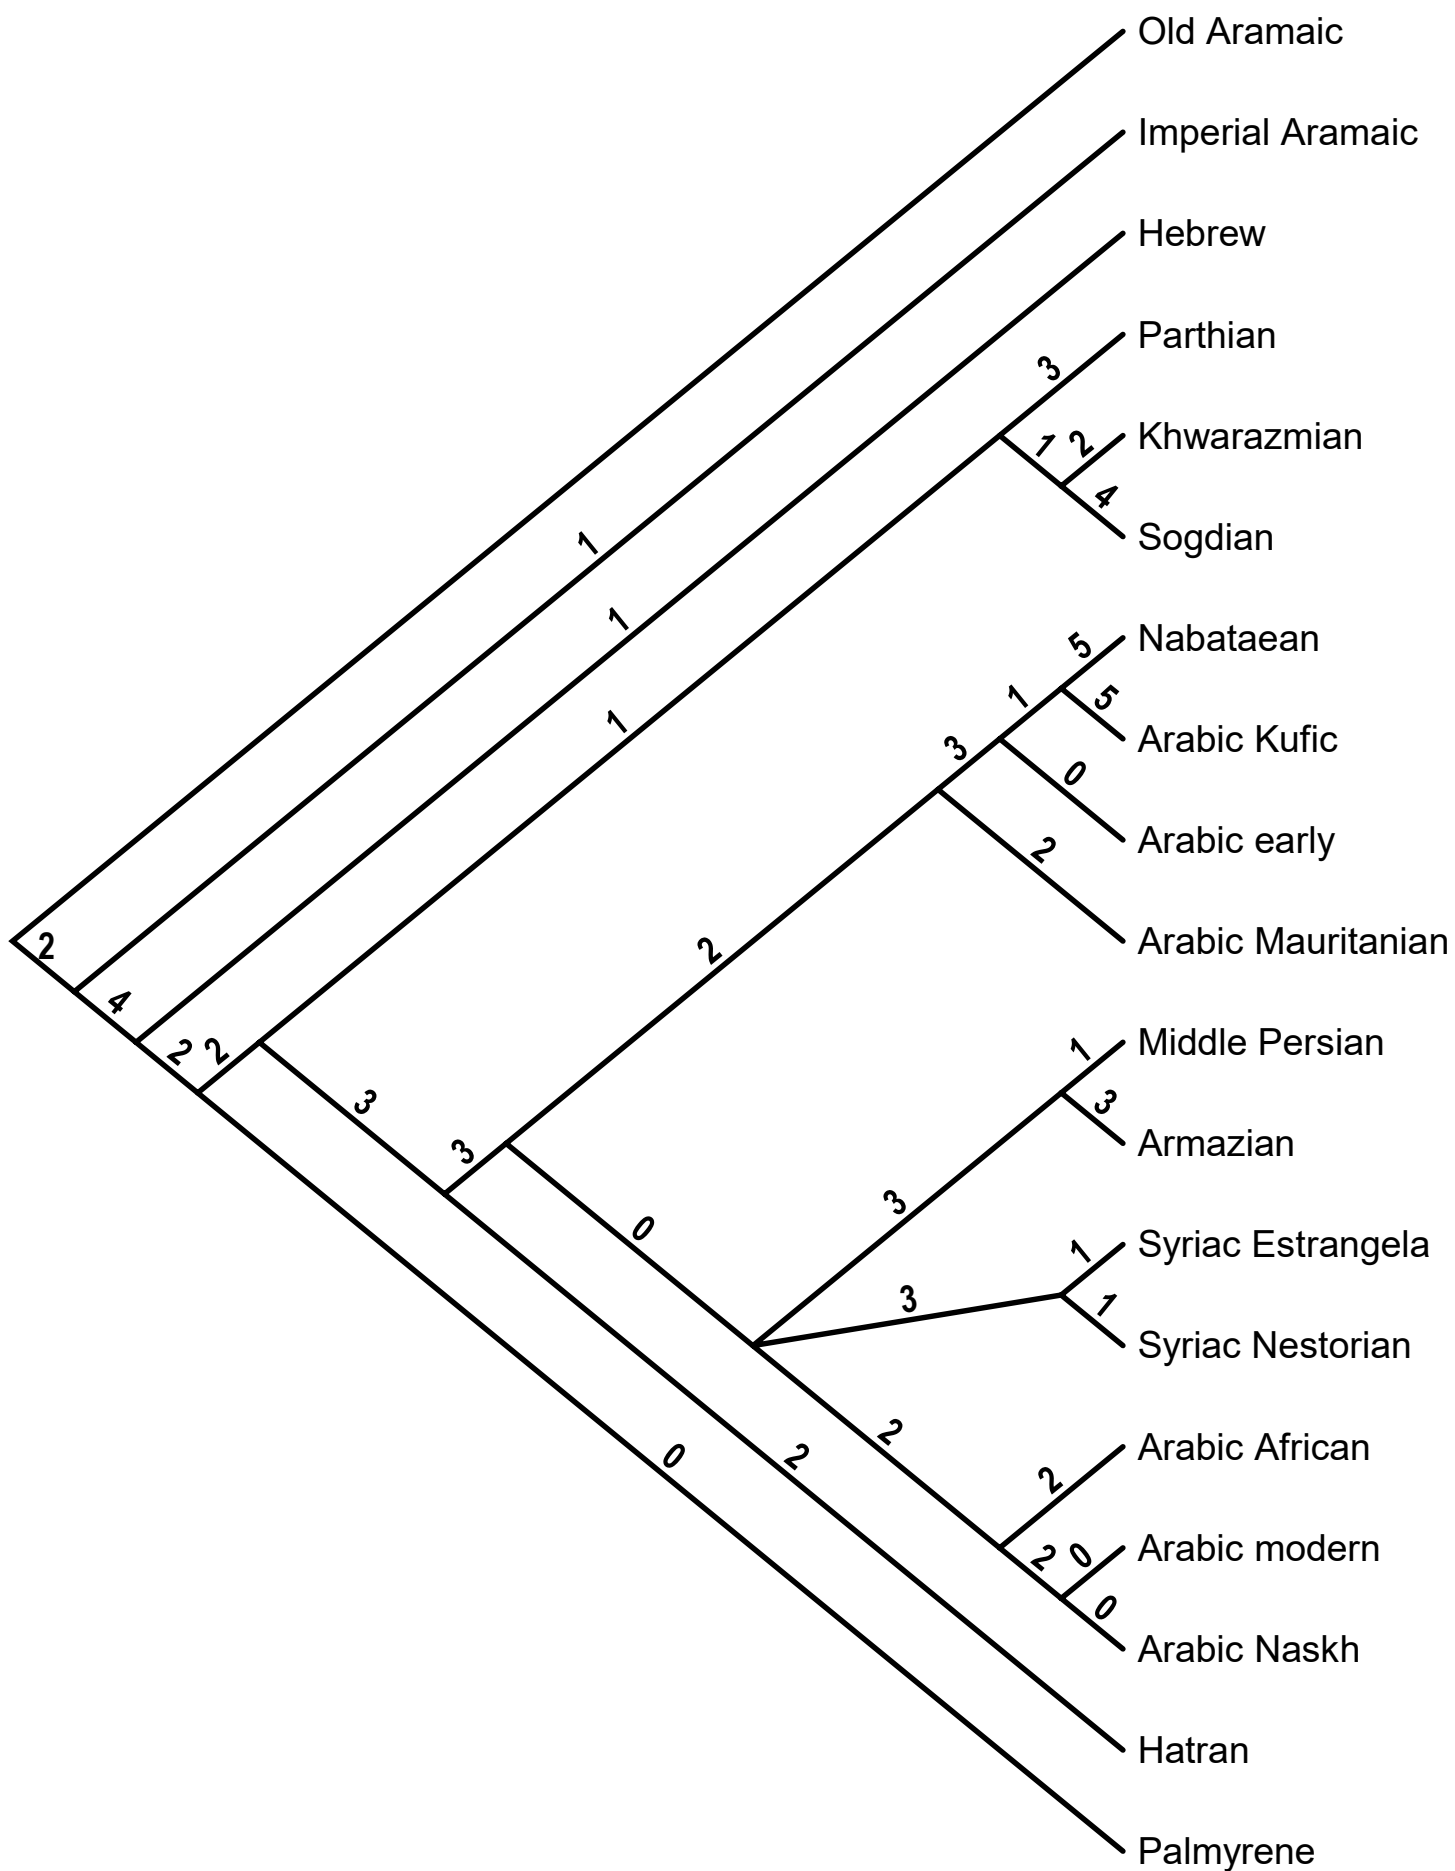 Old Aramaic
Imperial Aramaic
Hebrew
Parthian
3
Khwarazmian
1 2
4
Sogdian
Nabataean
5
1
5
Arabic Kufic
3
0
Arabic early
2
Arabic Mauritanian
1
1
1
2
2
4
2 2
3
3
0
Middle Persian
1
3
Armazian
3
Syriac Estrangela
1
3
1
Syriac Nestorian
2
Arabic African
2
Arabic modern
2 0
0
Arabic Naskh
2
0
Hatran
Palmyrene